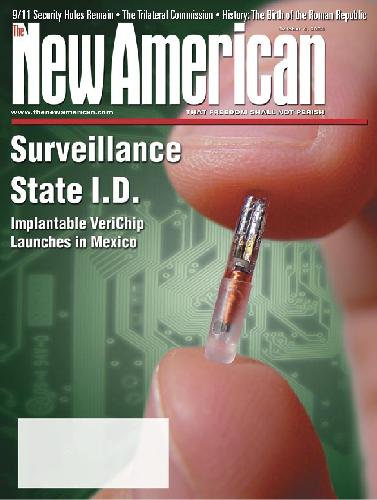 9/11 Security Holes Remain • The Trilateral Commission • History: The Birth of the Roman Republic
The New American
www.thenewamerican.com
THAT FREEDOM SHALL NOT PERISH
Surveillance
State I.D.
Implantable VeriChip
Launches in Mexico